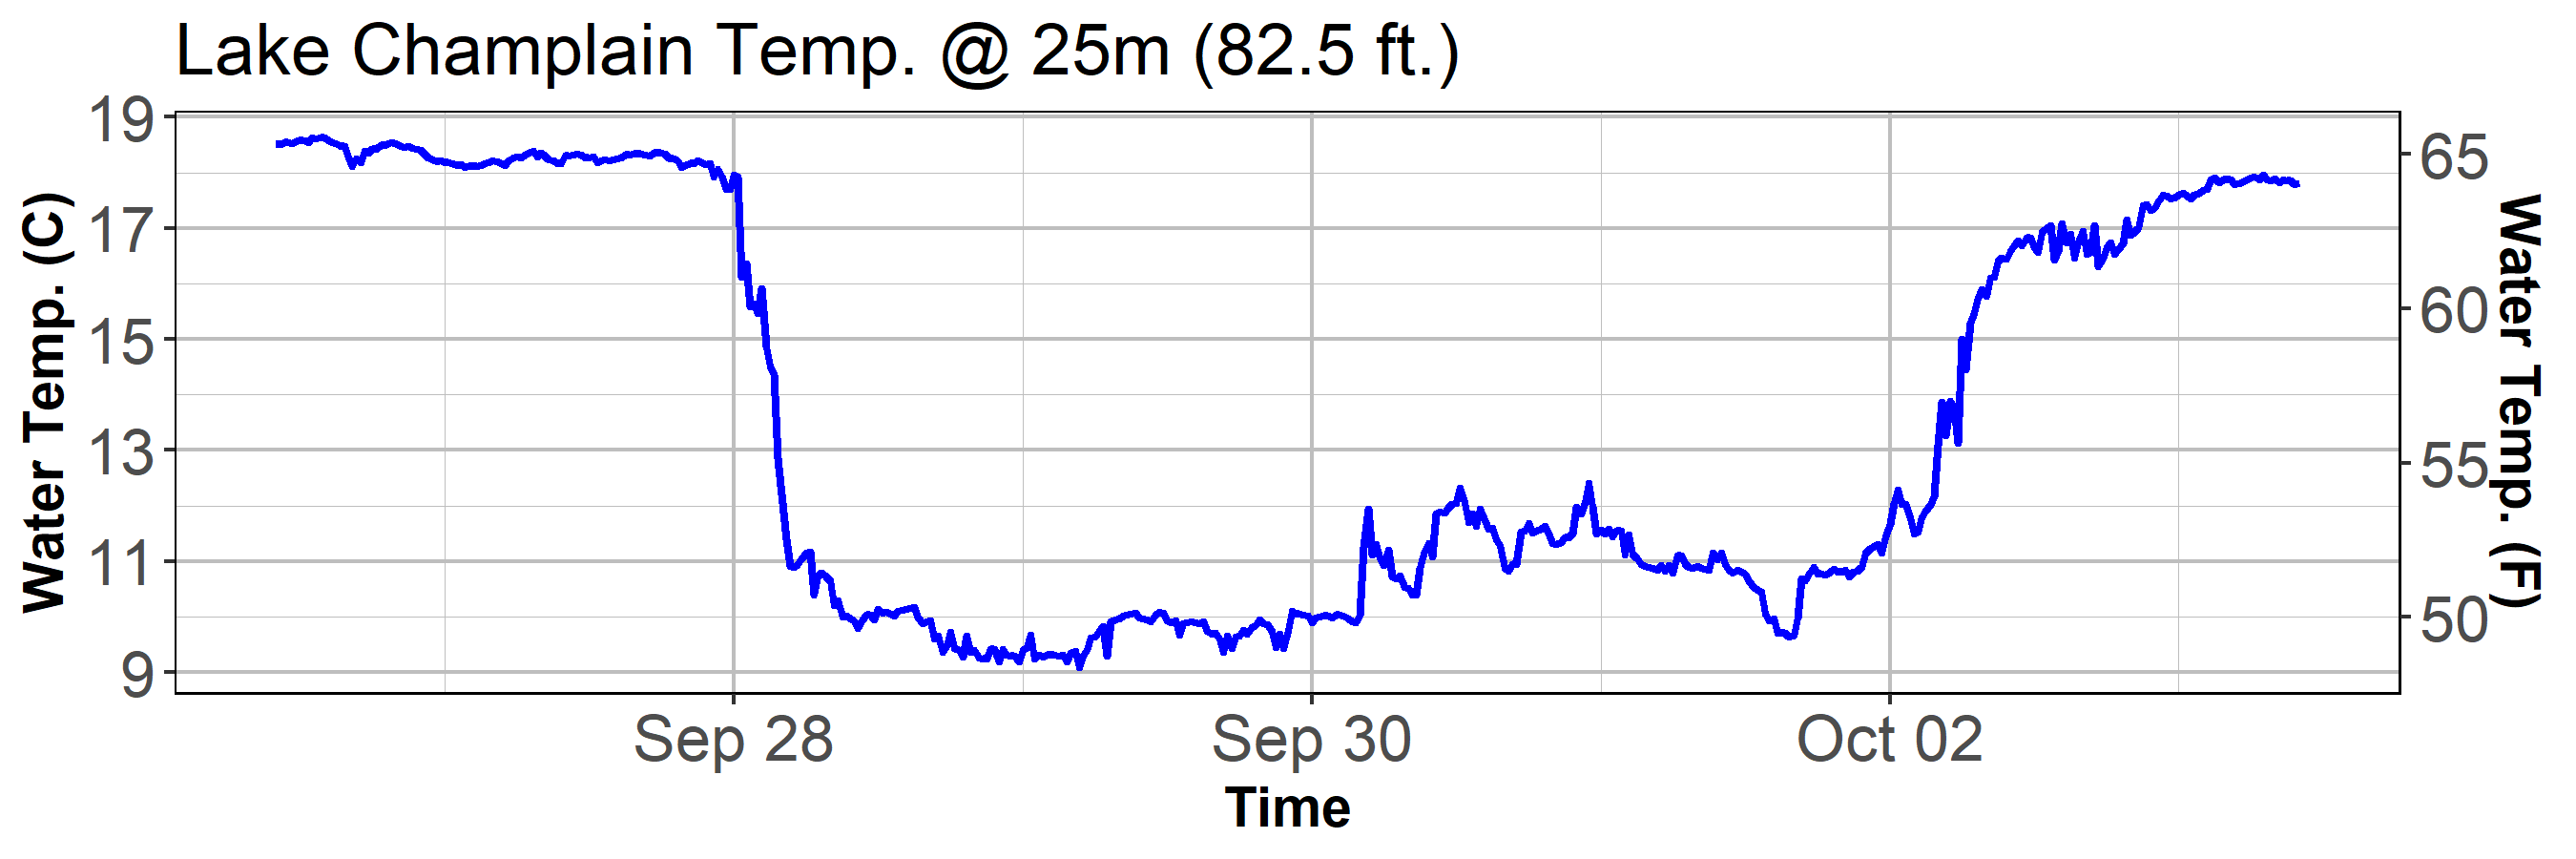 Lake Champlain Temp. @ 25m (82.5 ft.)
Water Temp. (C)
19
17
15
13
11
9
65
60
55
50
Water Temp. (F)
Sep 28
Sep 30
Oct 02
Time